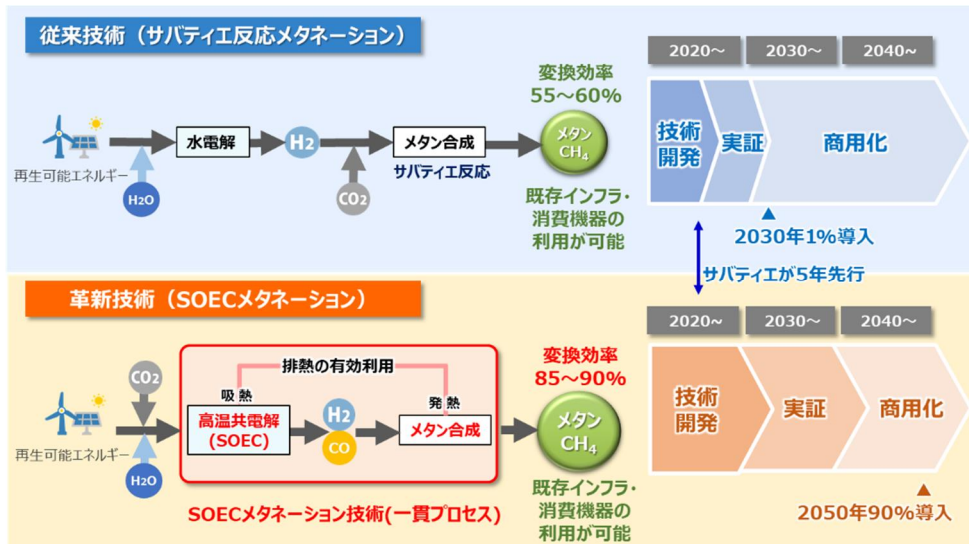 従来技術（サバティエ反応メタネーション）
2020～
2030～
2040~
変換効率
55～60%
再生可能エネルギー
H2O
水電解
H2
CO2
メタン合成
サバティエ反応
メタン
CH₄
既存インフラ・
消費機器の
利用が可能
技術
開発
実証
商用化
2030年1%導入
サバティエが5年先行
革新技術（SOECメタネーション）
2020~
2030～
2040～
変換効率
85～90%
CO2
再生可能エネルギー
H2O
排熱の有効利用
吸熱
発熱
高温共電解
(SOEC)
H2
CO
メタン合成
メタン
CH₄
SOECメタネーション技術(一貫プロセス)
既存インフラ・
消費機器の
利用が可能
技術
開発
実証
商用化
2050年90%導入